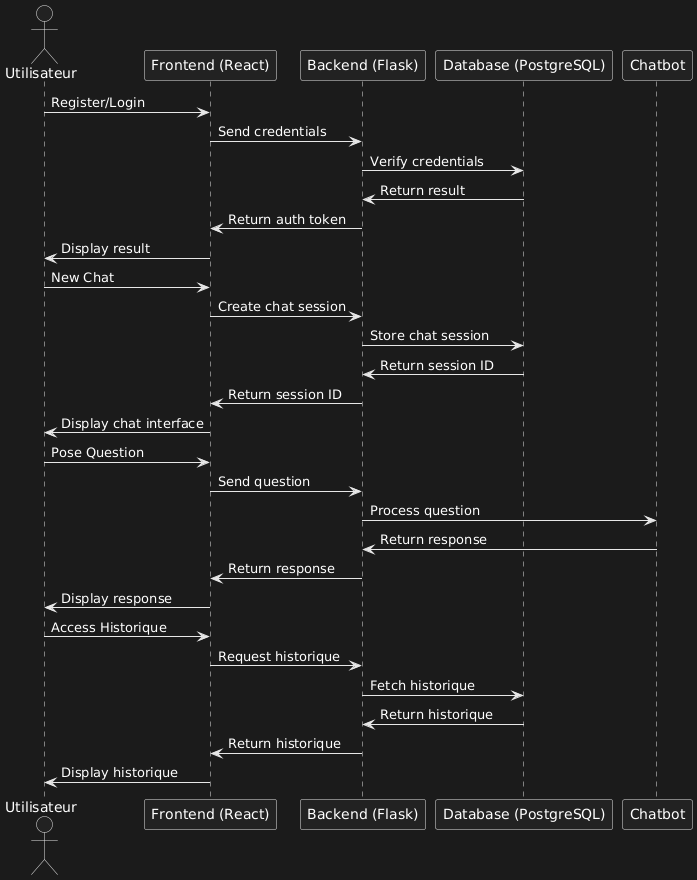 Utilisateur
Frontend (React)
Backend (Flask)
Database (PostgreSQL)
Chatbot
Register/Login
Send credentials
Verify credentials
Return result
Return auth token
Display result
New Chat
Create chat session
Store chat session
Return session ID
Return session ID
Display chat interface
Pose Question
Send question
Process question
Return response
Return response
Display response
Access Historique
Request historique
Fetch historique
Return historique
Return historique
Display historique
Utilisateur
Frontend (React)
Backend (Flask)
Database (PostgreSQL)
Chatbot